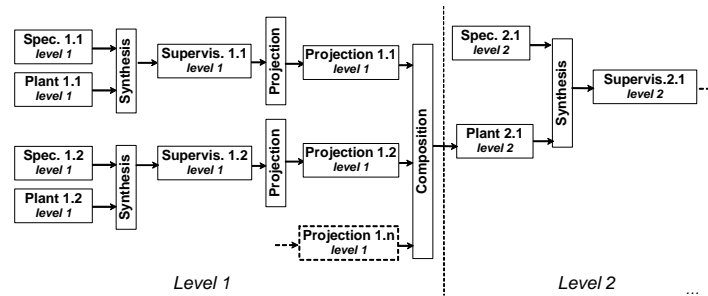 Spec. 1.1
level 1
Plant 1.1
level 1
Synthesis
Supervis. 1.1
level 1
Projection
Projection 1.1
level 1
Spec. 1.2
level 1
Plant 1.2
level 1
Synthesis
Supervis. 1.2
level 1
Projection
Projection 1.2
level 1
Projection 1.n
level 1
Composition
Level 1
Spec. 2.1
level 2
Plant 2.1
level 2
Synthesis
Supervis.2.1
level 2
Level 2
...